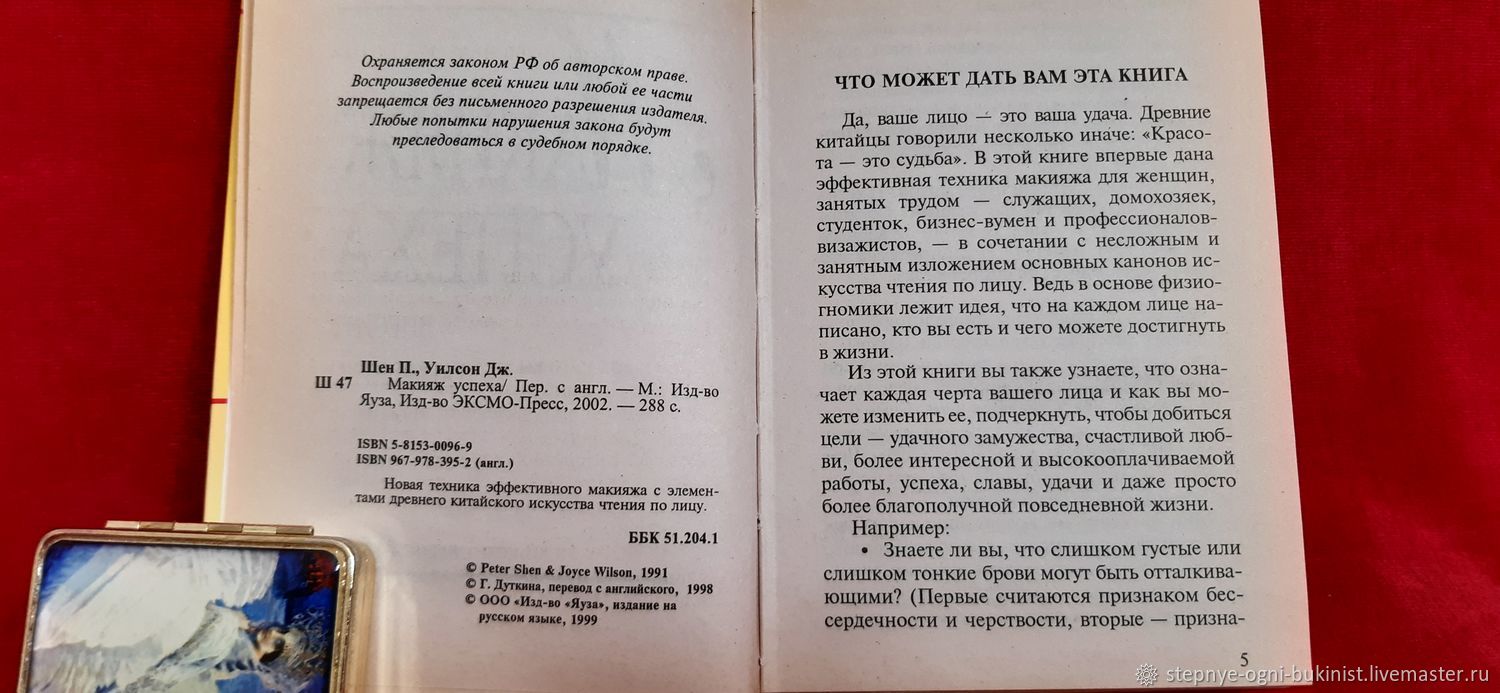 Охраняется законом РФ об авторском праве.
Воспроизведение всей книги или любой ее части
запрещается без письменного разрешения издателя.
Любые попытки нарушения закона будут
преследоваться в судебном порядке.
Шен П., Уилсон Дж.
Ш 47 Макияж успеха/ Пер. с англ. — М.: Изд-во
Яуза, Изд-во ЭКСМО-Пресс, 2002. — 288 с.
ISBN 5-8153-0096-9
ISBN 967-978-395-2 (англ.)
Новая техника эффективного макияжа с элемен-
тами древнего китайского искусства чтения по лицу.
ББК 51.204.1
© Peter Shen & Joyce Wilson, 1991
© Г. Дуткина, перевод с английского, 1998
© ООО «Изд-во «Яуза», издание на
русском языке, 1999
ЧТО МОЖЕТ ДАТЬ ВАМ ЭТА КНИГА
Да, ваше лицо — это ваша удача. Древние
китайцы говорили несколько иначе: «Красо-
та — это судьба». В этой книге впервые дана
эффективная техника макияжа для женщин,
занятых трудом — служащих, домохозяек,
студенток, бизнес-вумен и профессионалов-
визажистов, — в сочетании с несложным и
занятным изложением основных канонов ис-
кусства чтения по лицу. Ведь в основе физио-
гномики лежит идея, что на каждом лице на-
писано, кто вы есть и чего можете достигнуть
в жизни.
Из этой книги вы также узнаете, что озна-
чает каждая черта вашего лица и как вы мо-
жете изменить ее, подчеркнуть, чтобы добиться
цели — удачного замужества, счастливой люб-
ви, более интересной и высокооплачиваемой
работы, успеха, славы, удачи и даже просто
более благополучной повседневной жизни.
Например:
• Знаете ли вы, что слишком густые или
слишком тонкие брови могут быть отталкива-
ющими? (Первые считаются признаком бес-
сердечности и черствости, вторые — призна-
5
stepnye-ogni-bukinist.livemaster.ru